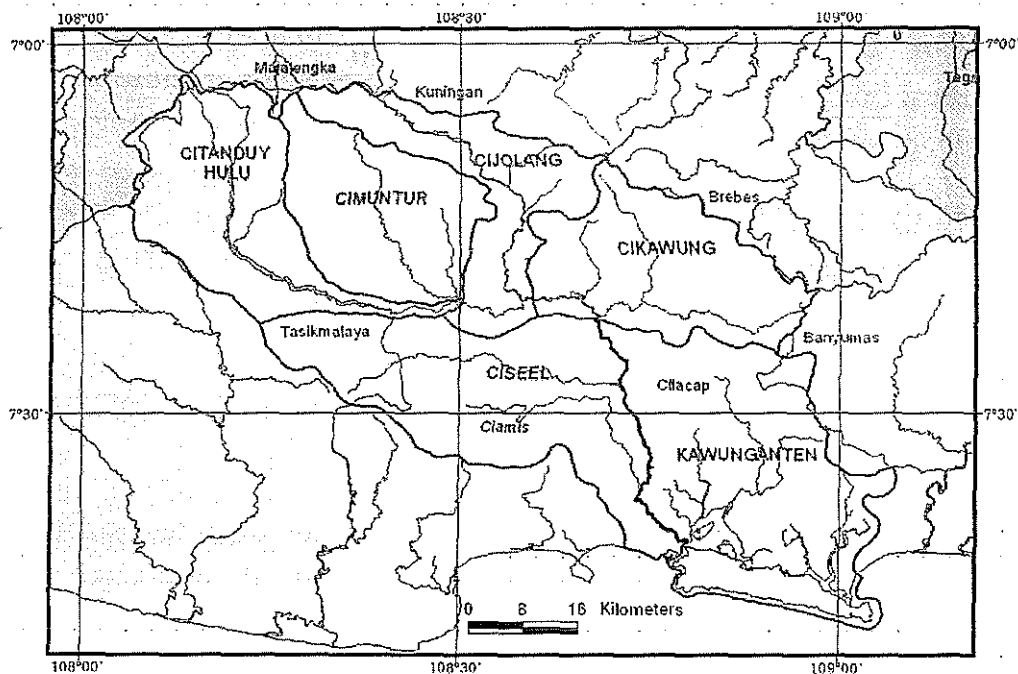 108°00'
108°30'
109°00'
7°00'
7°00'
Majalengka
Kuningan
CITANDUY
HULU
CIJOLANG
CIMUNTUR
Brebes
CIKAWUNG
Tasikmalaya
Banyumas
CISEEL
Cilacap
7°30'
7°30'
Ciamis
KAWUNGANTEN
0 8 16 Kilometers
108°00'
108°30'
109°00'